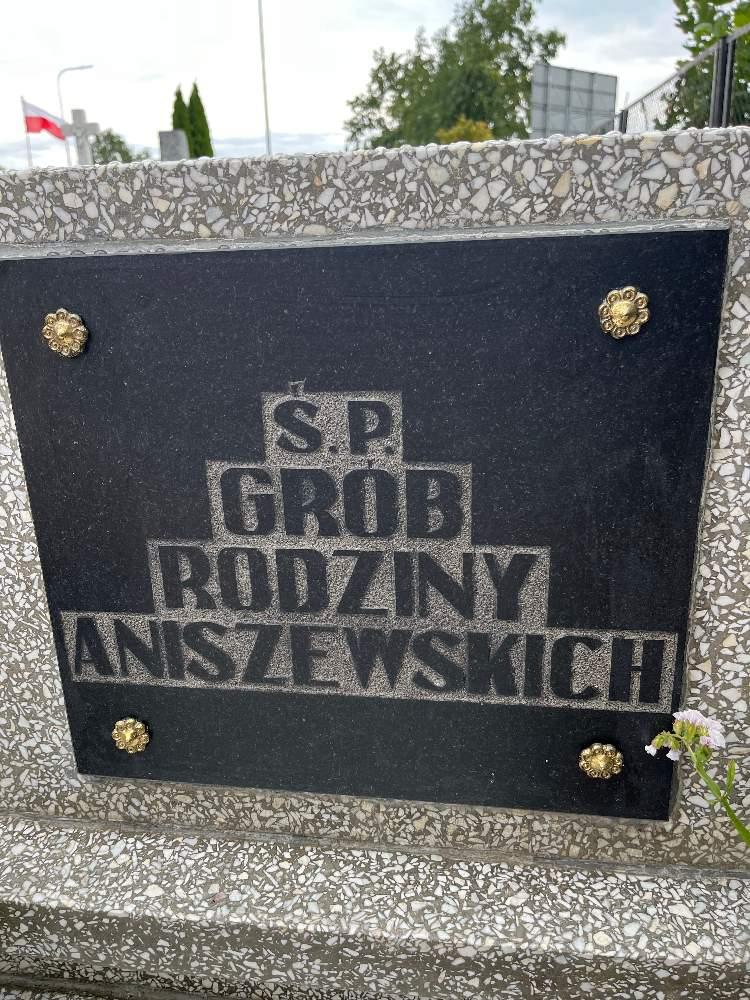 Ś.P.
GRÓB
RODZINY
ANISZEWSKICH